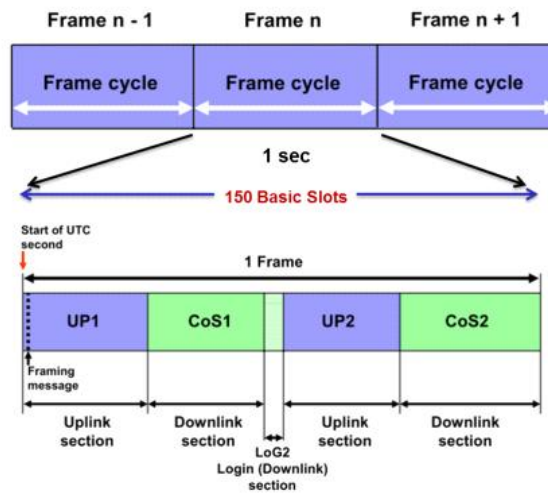 Frame n - 1 Frame n Frame n + 1
Frame cycle Frame cycle Frame cycle
1 sec
150 Basic Slots
Start of UTC
second
1 Frame
UP1 CoS1 UP2 CoS2
Framing
message
Uplink
section
Downlink
section
LoG2
Login (Downlink)
section
Uplink
section
Downlink
section